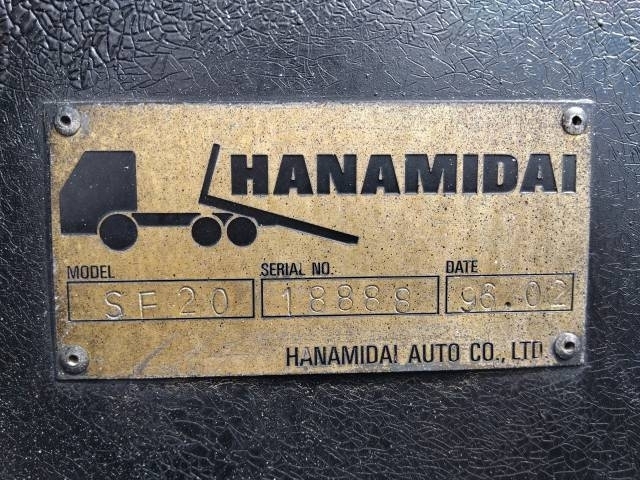 HANAMIDAI
MODEL SERIAL NO. DATE
SF20 18888 96.02
HANAMIDAI AUTO CO., LTD.